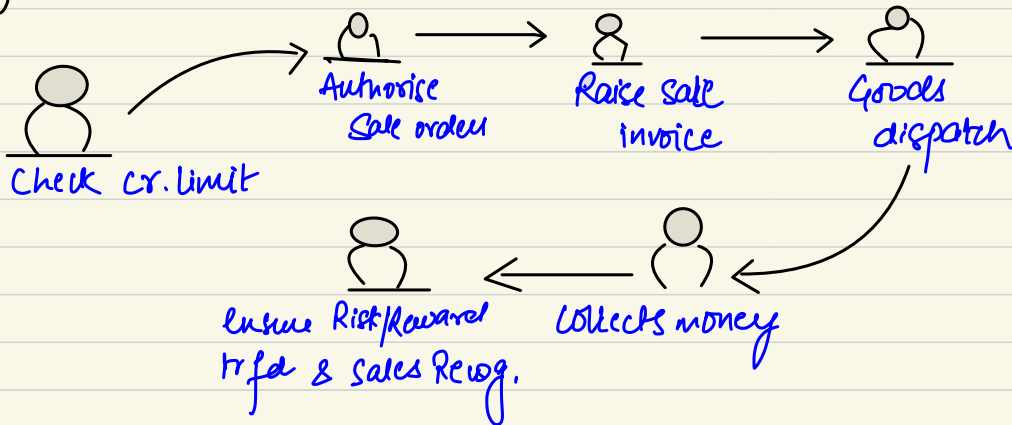 Check cr. limit
Authorise
Sale orders
Raise sale
invoice
Goods
dispatch
Collects money
ensure Risk/Reward
trfd & Sales Recog.